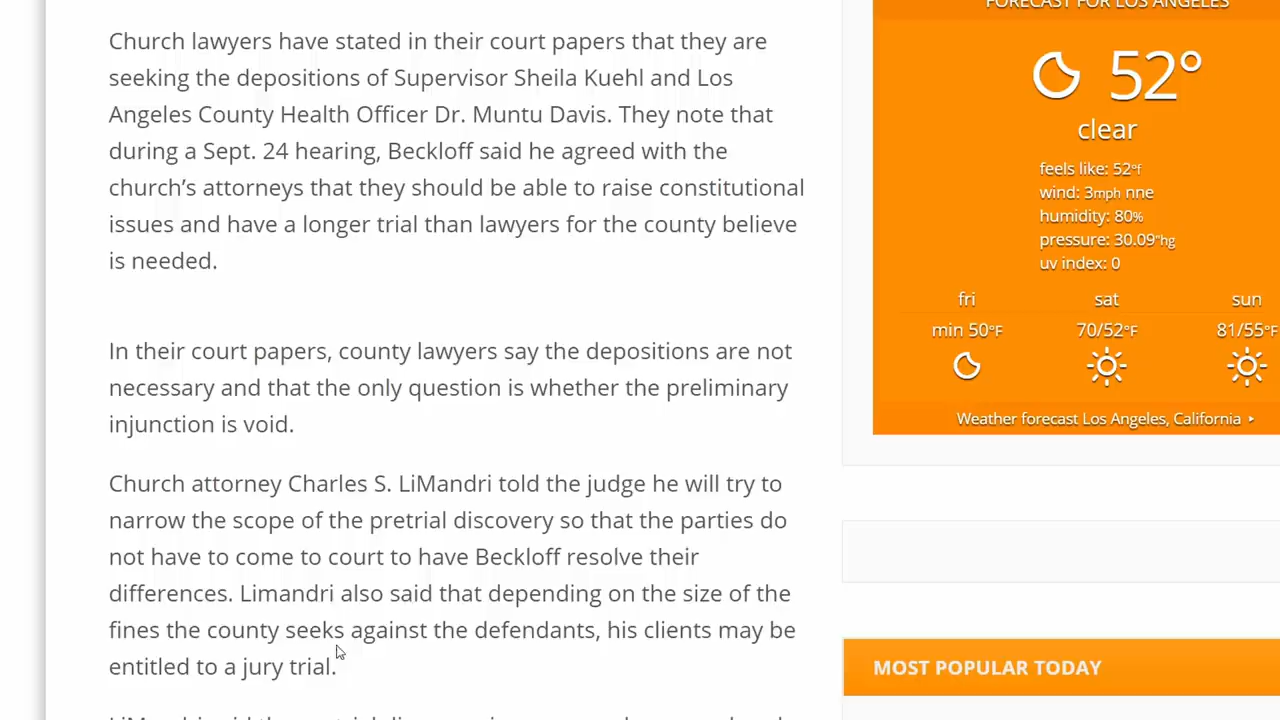 Church lawyers have stated in their court papers that they are
seeking the depositions of Supervisor Sheila Kuehl and Los
Angeles County Health Officer Dr. Muntu Davis. They note that
during a Sept. 24 hearing, Beckloff said he agreed with the
church’s attorneys that they should be able to raise constitutional
issues and have a longer trial than lawyers for the county believe
is needed.
In their court papers, county lawyers say the depositions are not
necessary and that the only question is whether the preliminary
injunction is void.
Church attorney Charles S. LiMandri told the judge he will try to
narrow the scope of the pretrial discovery so that the parties do
not have to come to court to have Beckloff resolve their
differences. Limandri also said that depending on the size of the
fines the county seeks against the defendants, his clients may be
entitled to a jury trial.
FORECAST FOR LOS ANGELES
52°
clear
feels like: 52°f
wind: 3mph nne
humidity: 80%
pressure: 30.09"hg
uv index: 0
fri sat sun
min 50°F 70/52°F 81/55°F
Weather forecast Los Angeles, California ▸
MOST POPULAR TODAY